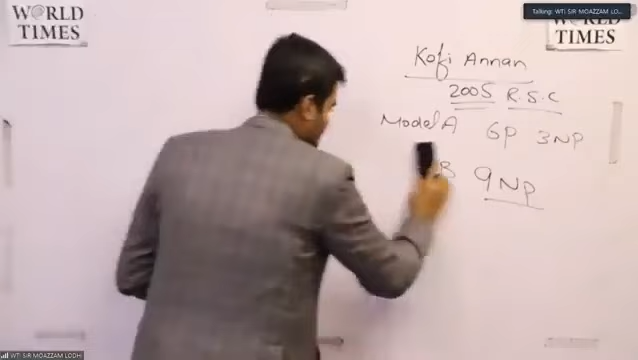 WORLD
TIMES
Talking: WTI SIR MOAZZAM LO...
WORLD
TIMES
Kofi Annan
2005 R.S.C
Model A 6P 3NP
B 9NP
WTI SIR MOAZZAM LODHI